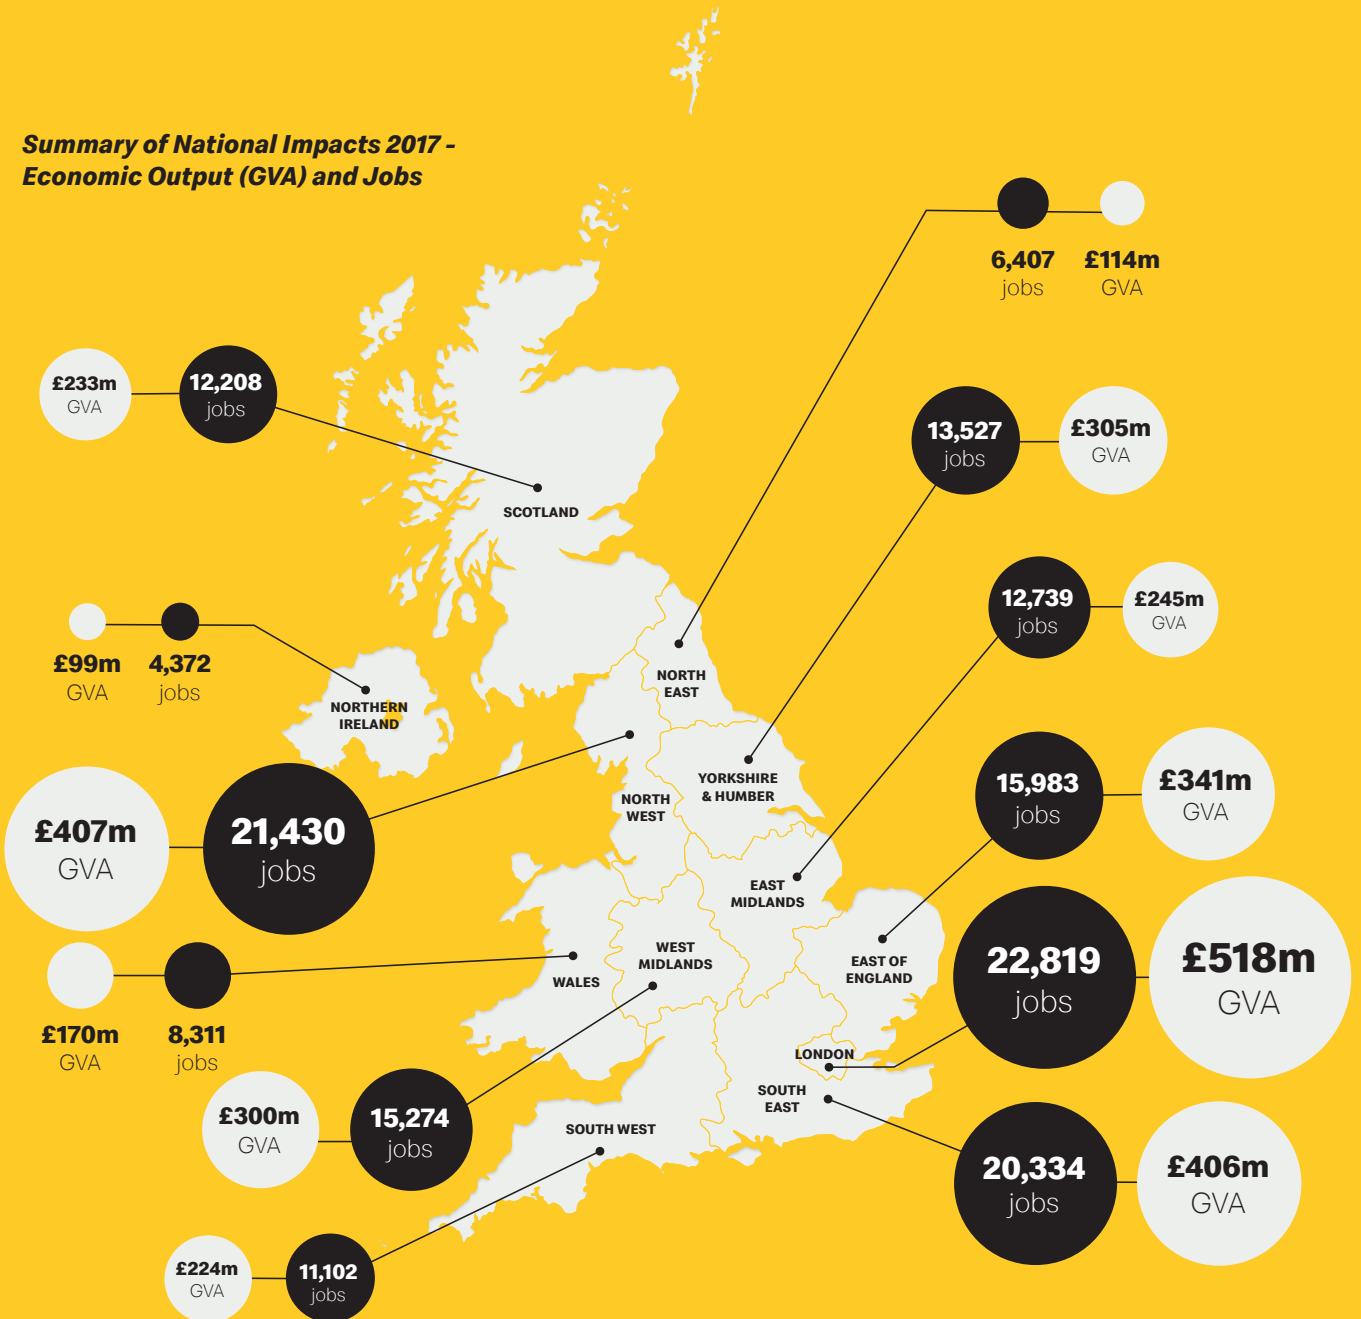 Summary of National Impacts 2017 -
Economic Output (GVA) and Jobs
6,407
jobs
£114m
GVA
£233m
GVA
12,208
jobs
13,527
jobs
£305m
GVA
SCOTLAND
12,739
jobs
£245m
GVA
£99m
GVA
4,372
jobs
NORTHERN
IRELAND
NORTH
EAST
YORKSHIRE
& HUMBER
NORTH
WEST
15,983
jobs
£341m
GVA
£407m
GVA
21,430
jobs
EAST
MIDLANDS
WEST
MIDLANDS
EAST OF
ENGLAND
22,819
jobs
£518m
GVA
WALES
£170m
GVA
8,311
jobs
LONDON
SOUTH
EAST
£300m
GVA
15,274
jobs
SOUTH WEST
20,334
jobs
£406m
GVA
£224m
GVA
11,102
jobs